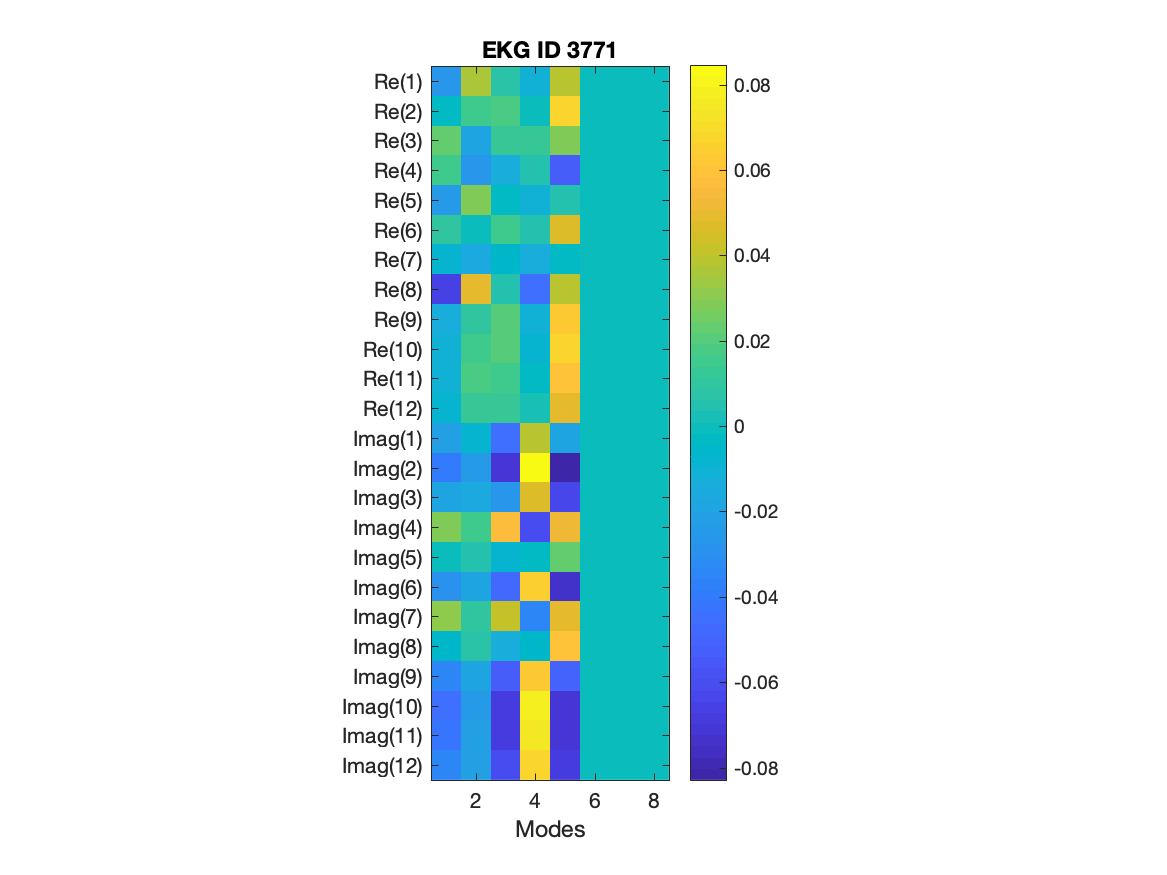 EKG ID 3771
Re(1)
Re(2)
Re(3)
Re(4)
Re(5)
Re(6)
Re(7)
Re(8)
Re(9)
Re(10)
Re(11)
Re(12)
Imag(1)
Imag(2)
Imag(3)
Imag(4)
Imag(5)
Imag(6)
Imag(7)
Imag(8)
Imag(9)
Imag(10)
Imag(11)
Imag(12)
2 4 6 8
Modes
0.08
0.06
0.04
0.02
0
-0.02
-0.04
-0.06
-0.08